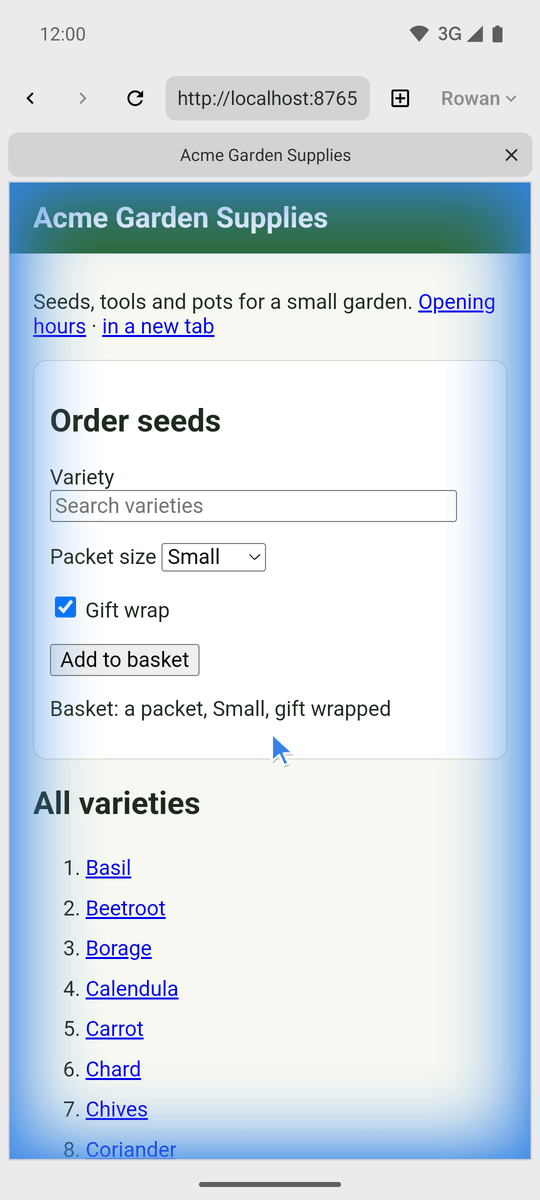 12:00
3G
http://localhost:8765
Rowan
Acme Garden Supplies
Acme Garden Supplies
Seeds, tools and pots for a small garden. Opening
hours · in a new tab
Order seeds
Variety
Search varieties
Packet size Small
Gift wrap
Add to basket
Basket: a packet, Small, gift wrapped
All varieties
1. Basil
2. Beetroot
3. Borage
4. Calendula
5. Carrot
6. Chard
7. Chives
8. Coriander